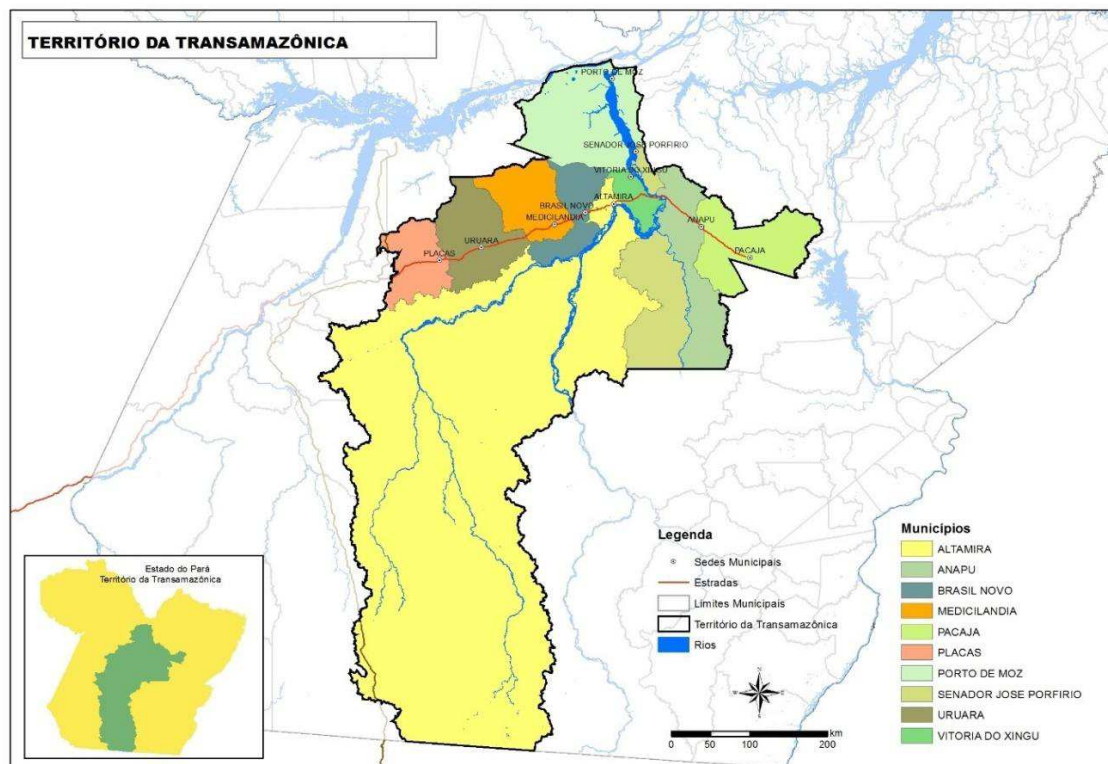 TERRITÓRIO DA TRANSAMAZÔNICA
PORTO DE MOZ
SENADOR JOSE PORFIRIO
VITORIA DO XINGU
ALTAMIRA
BRASIL NOVO
MEDICILANDIA
ANAPU
URUARA
PACAJA
PLACAS
Legenda
Sedes Municipais
Estradas
Limites Municipais
Território da Transamazônica
Rios
N
0 50 100 200 km
Municípios
ALTAMIRA
ANAPU
BRASIL NOVO
MEDICILANDIA
PACAJA
PLACAS
PORTO DE MOZ
SENADOR JOSE PORFIRIO
URUARA
VITORIA DO XINGU
Estado do Pará
Território da Transamazônica